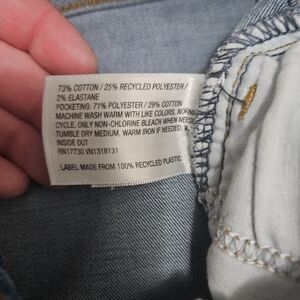 73% COTTON / 25% RECYCLED POLYESTER /
2% ELASTANE
POCKETING: 71% POLYESTER / 29% COTTON
MACHINE WASH WARM WITH LIKE COLORS, NORMAL
CYCLE, ONLY NON-CHLORINE BLEACH WHEN NEEDED
TUMBLE DRY MEDIUM, WARM IRON IF NEEDED,
INSIDE OUT
RN17730 VN1318131
LABEL MADE FROM 100% RECYCLED PLASTIC